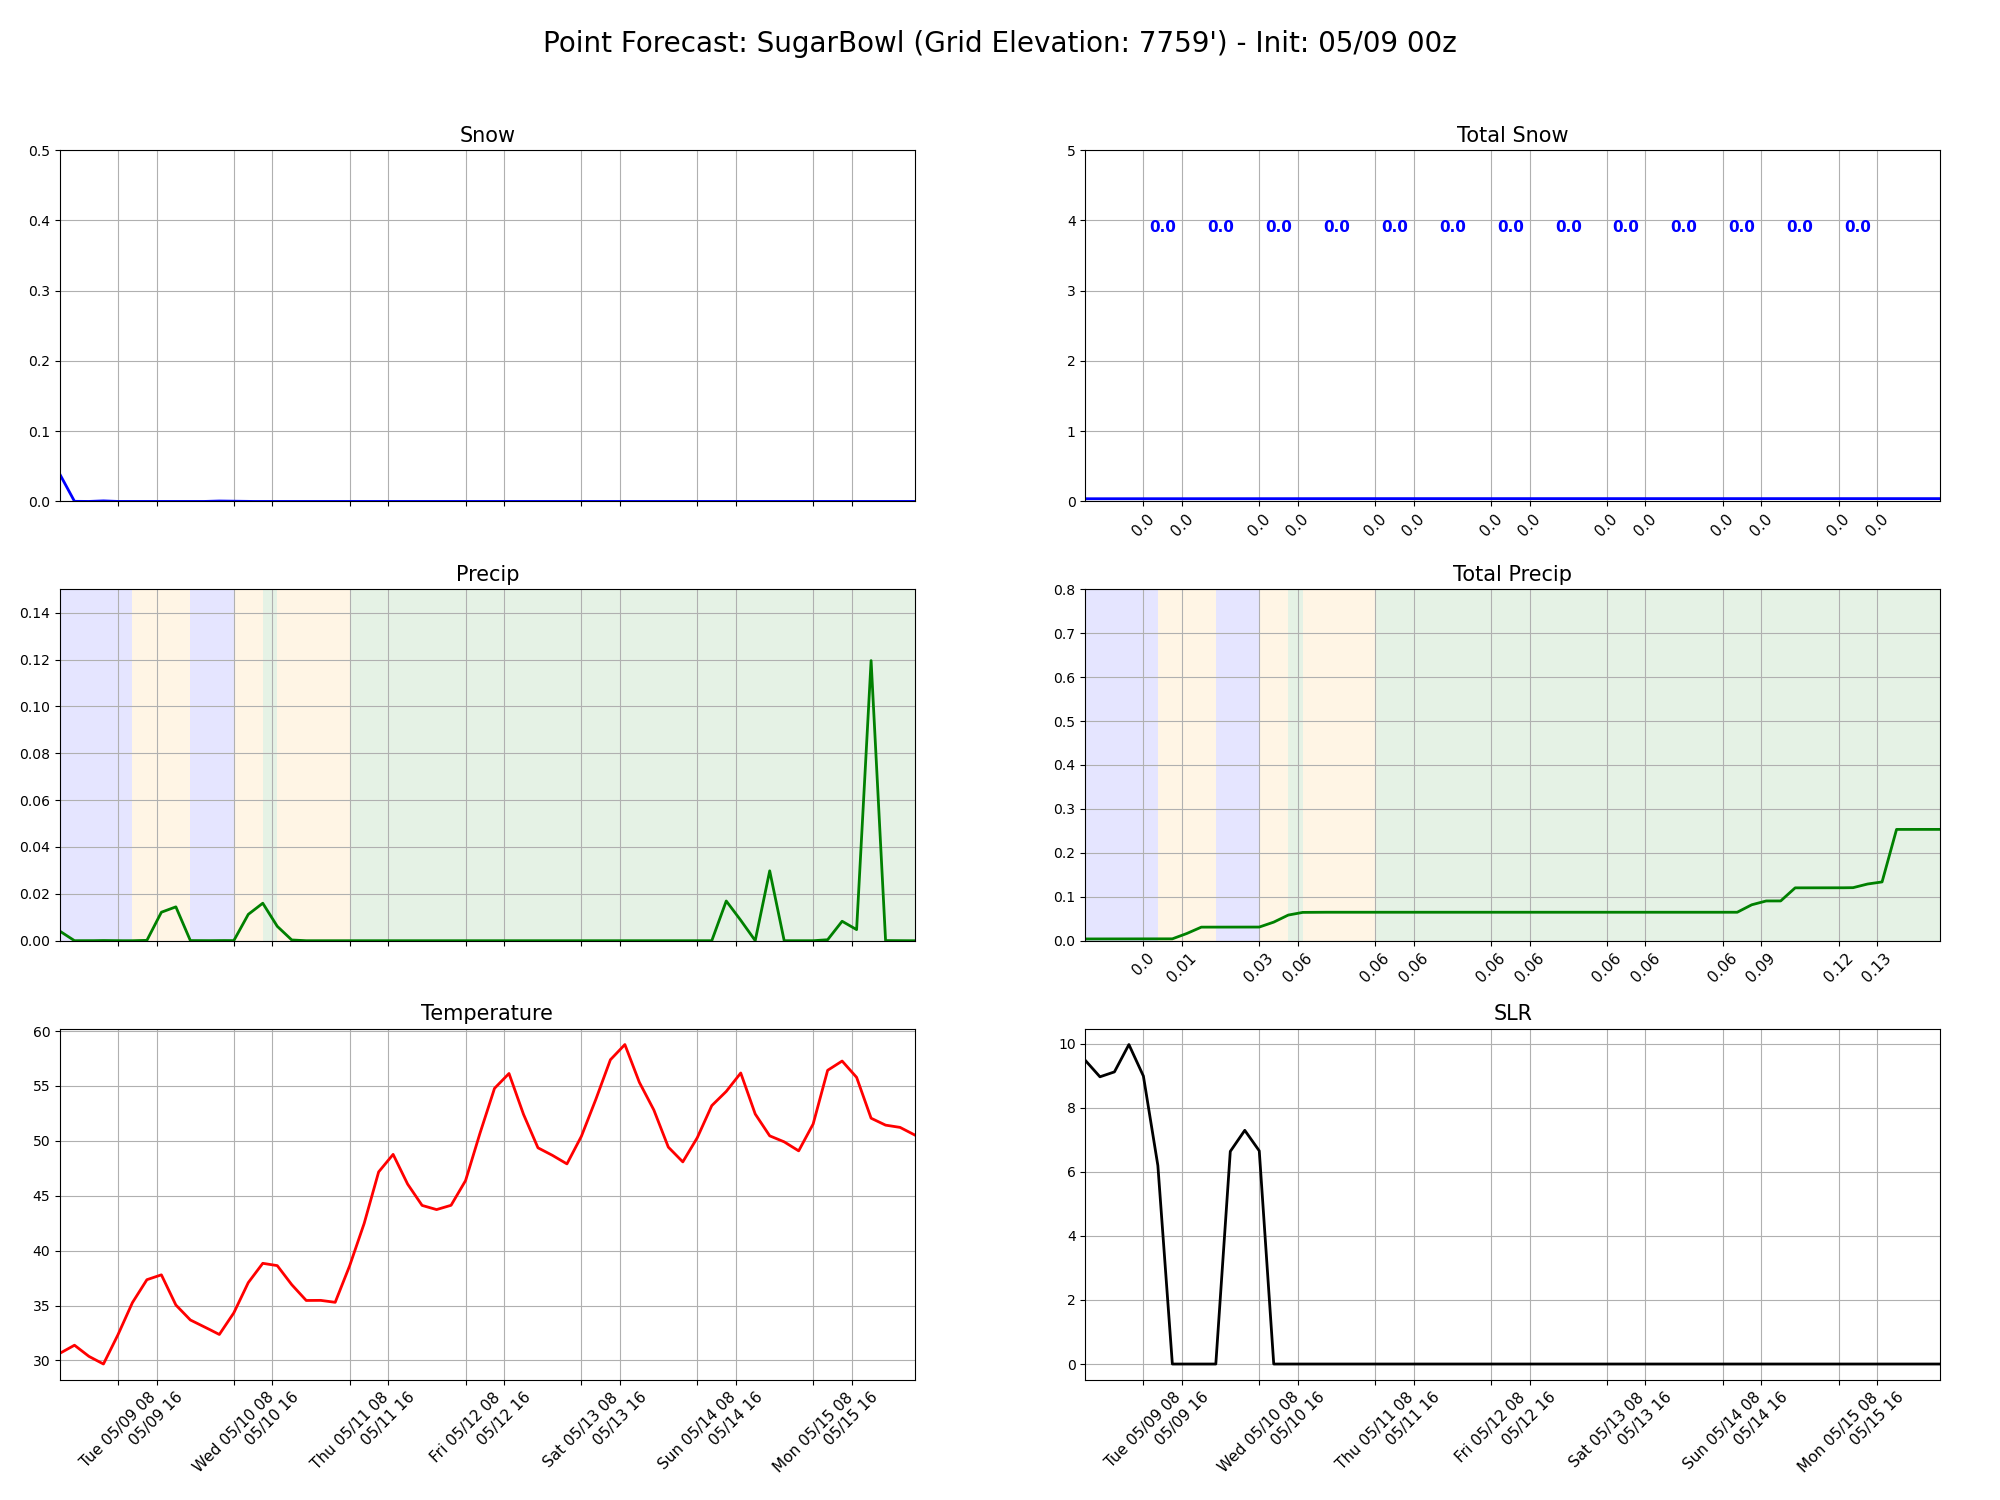 Point Forecast: SugarBowl (Grid Elevation: 7759') - Init: 05/09 00z
Snow
0.5
0.4
0.3
0.2
0.1
0.0
Total Snow
5
4
3
2
1
0
0.0 0.0 0.0 0.0 0.0 0.0 0.0 0.0 0.0 0.0 0.0 0.0 0.0
0.0 0.0 0.0 0.0 0.0 0.0 0.0 0.0 0.0 0.0 0.0 0.0 0.0 0.0
Precip
0.14
0.12
0.10
0.08
0.06
0.04
0.02
0.00
Total Precip
0.8
0.7
0.6
0.5
0.4
0.3
0.2
0.1
0.0
0.0 0.01 0.03 0.06 0.06 0.06 0.06 0.06 0.06 0.06 0.06 0.09 0.12 0.13
Temperature
60
55
50
45
40
35
30
Tue 05/09 08
05/09 16
Wed 05/10 08
05/10 16
Thu 05/11 08
05/11 16
Fri 05/12 08
05/12 16
Sat 05/13 08
05/13 16
Sun 05/14 08
05/14 16
Mon 05/15 08
05/15 16
SLR
10
8
6
4
2
0
Tue 05/09 08
05/09 16
Wed 05/10 08
05/10 16
Thu 05/11 08
05/11 16
Fri 05/12 08
05/12 16
Sat 05/13 08
05/13 16
Sun 05/14 08
05/14 16
Mon 05/15 08
05/15 16